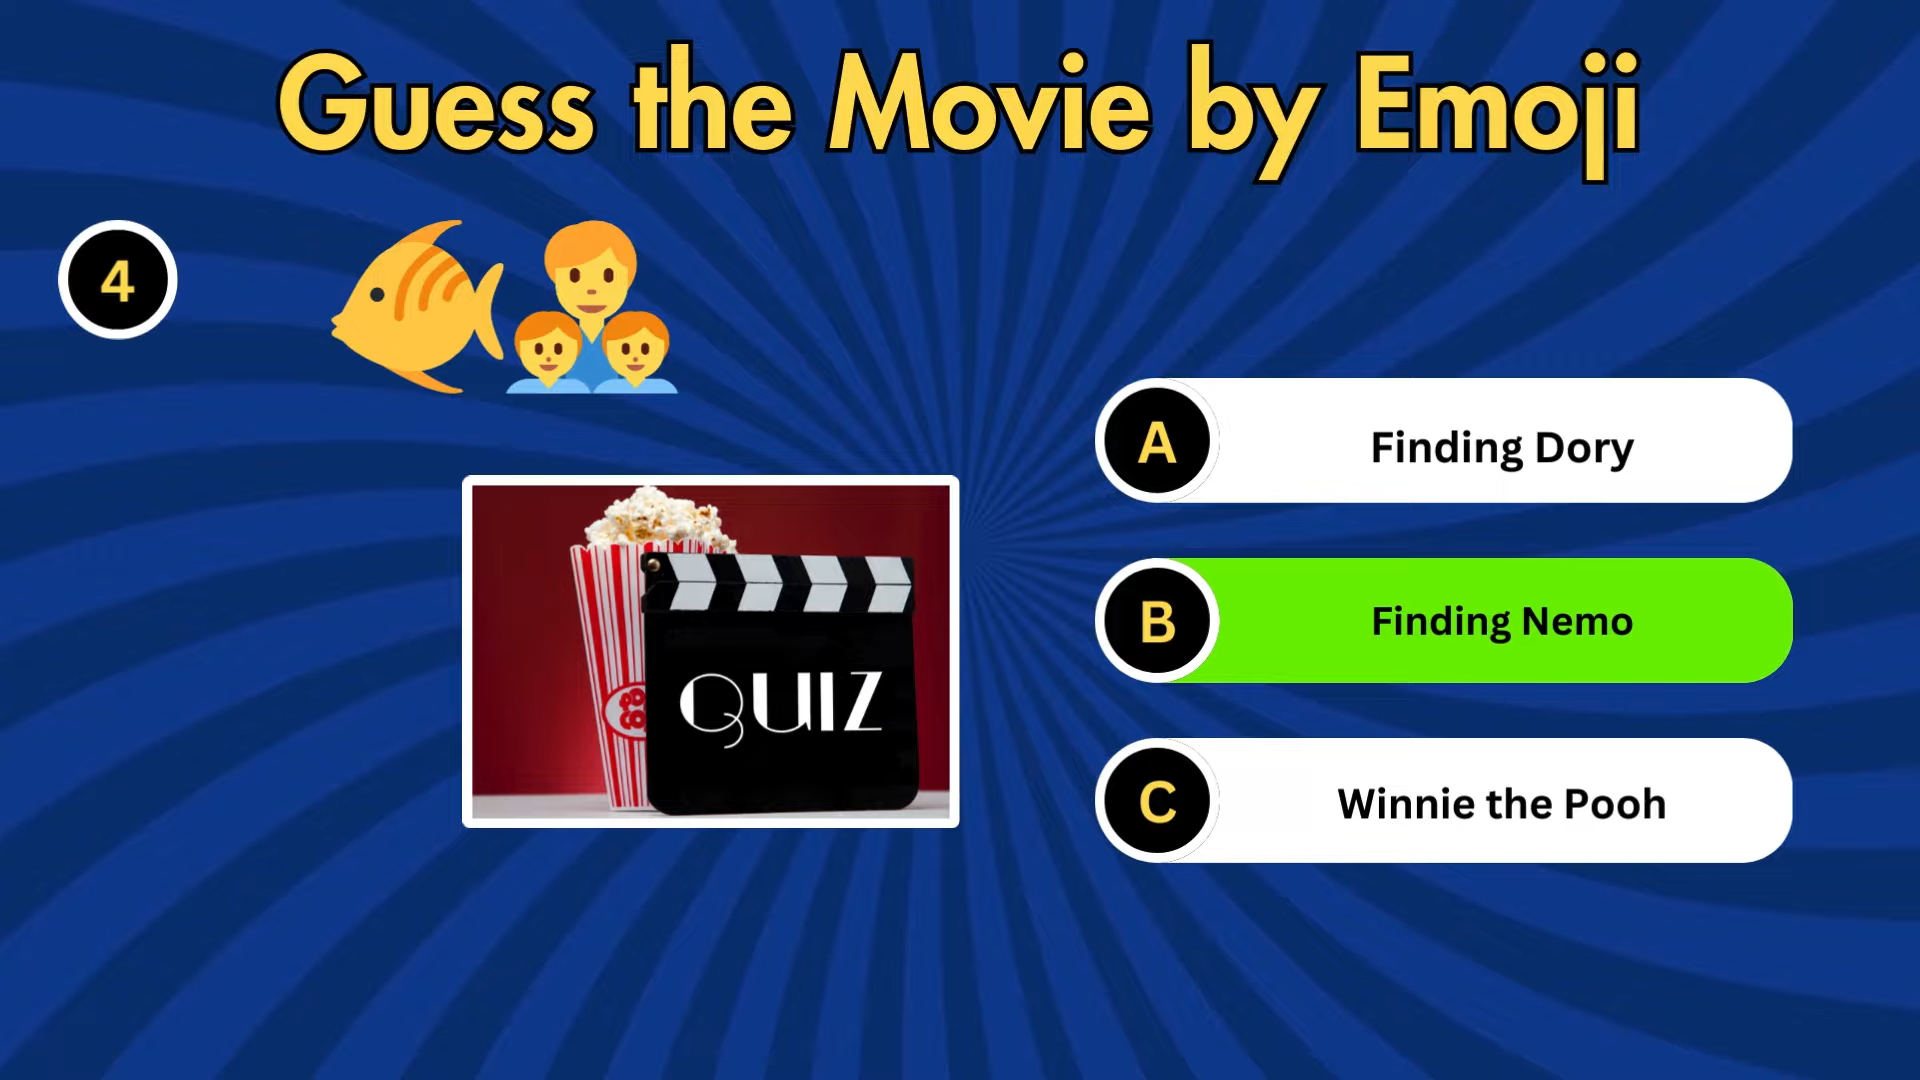 Guess the Movie by Emoji
4
A
Finding Dory
B
Finding Nemo
QUIZ
C
Winnie the Pooh